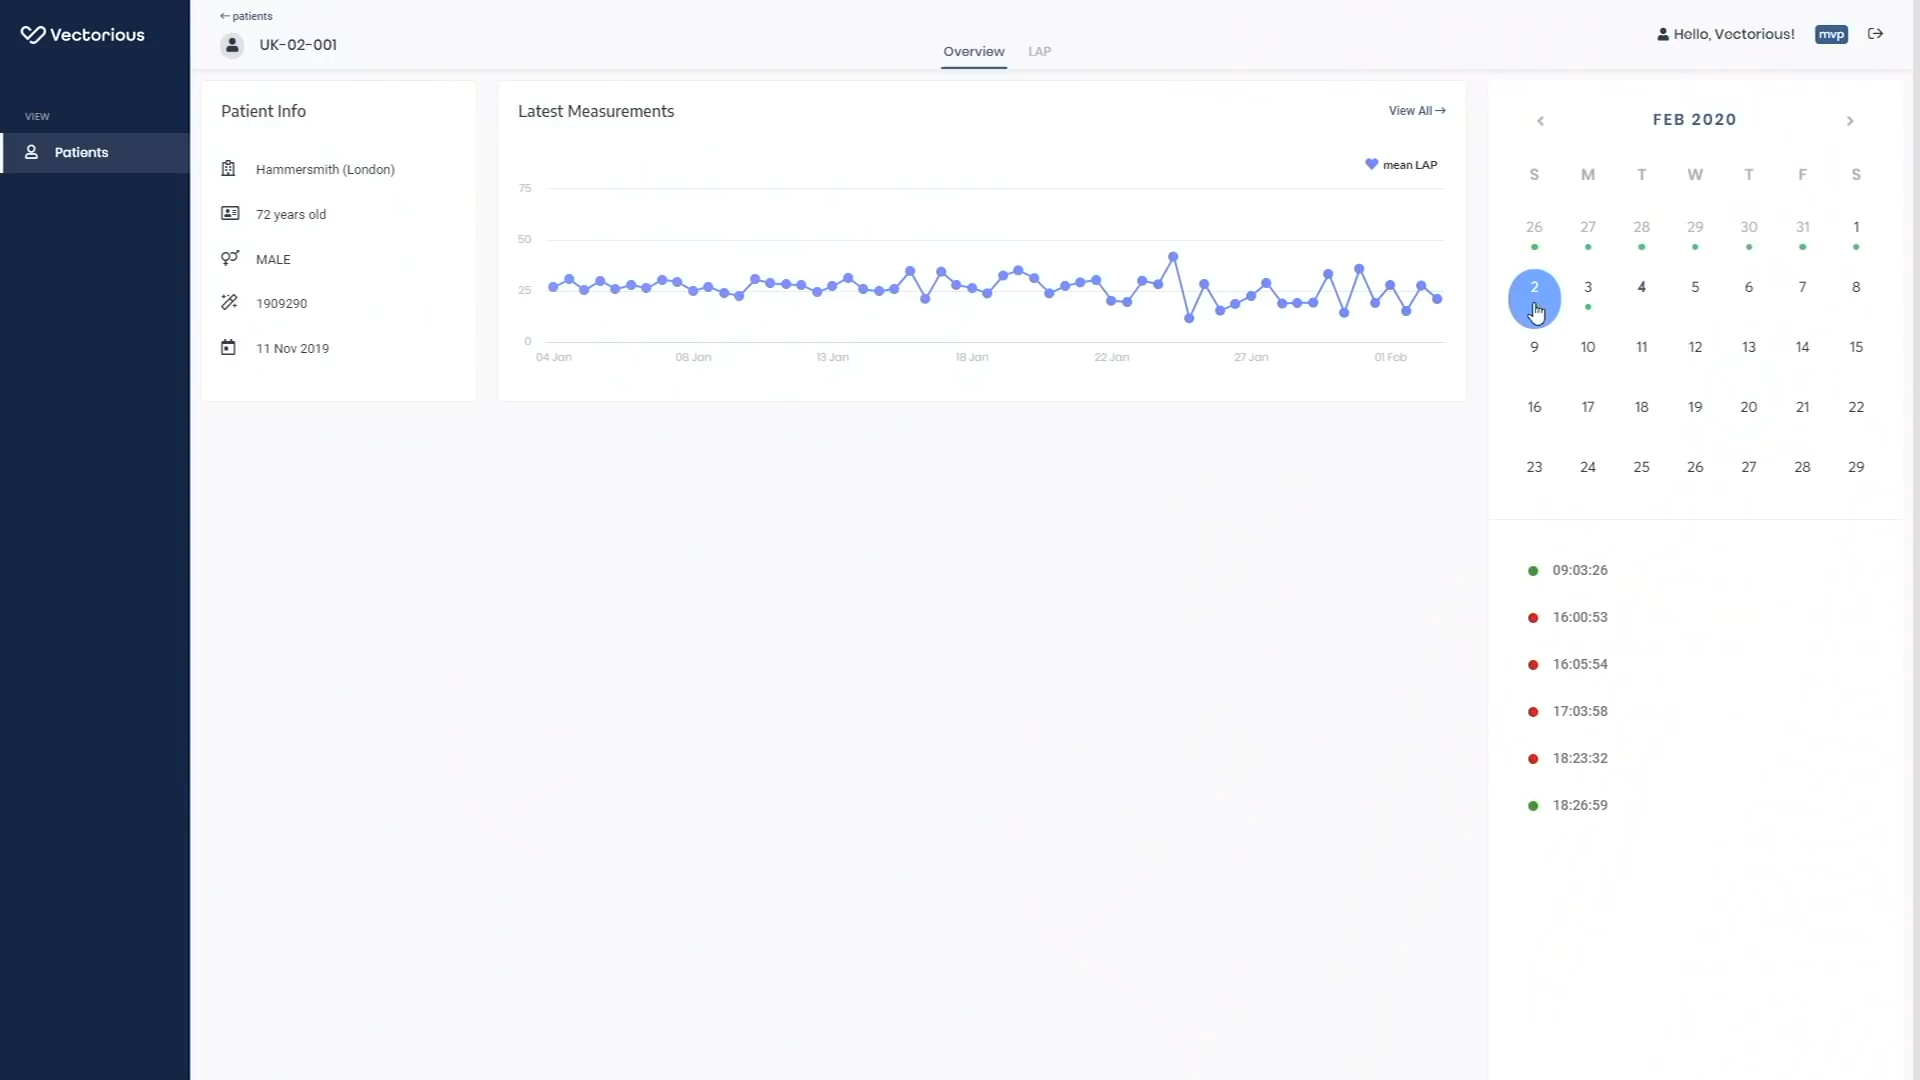 Vectorious
VIEW
Patients
← patients
UK-02-001
Overview LAP
Hello, Vectorious! mvp
Patient Info
Hammersmith (London)
72 years old
MALE
1909290
11 Nov 2019
Latest Measurements
View All →
mean LAP
75
50
25
0
04 Jan 08 Jan 13 Jan 18 Jan 22 Jan 27 Jan 01 Feb
FEB 2020
S M T W T F S
26 27 28 29 30 31 1
2 3 4 5 6 7 8
9 10 11 12 13 14 15
16 17 18 19 20 21 22
23 24 25 26 27 28 29
09:03:26
16:00:53
16:05:54
17:03:58
18:23:32
18:26:59